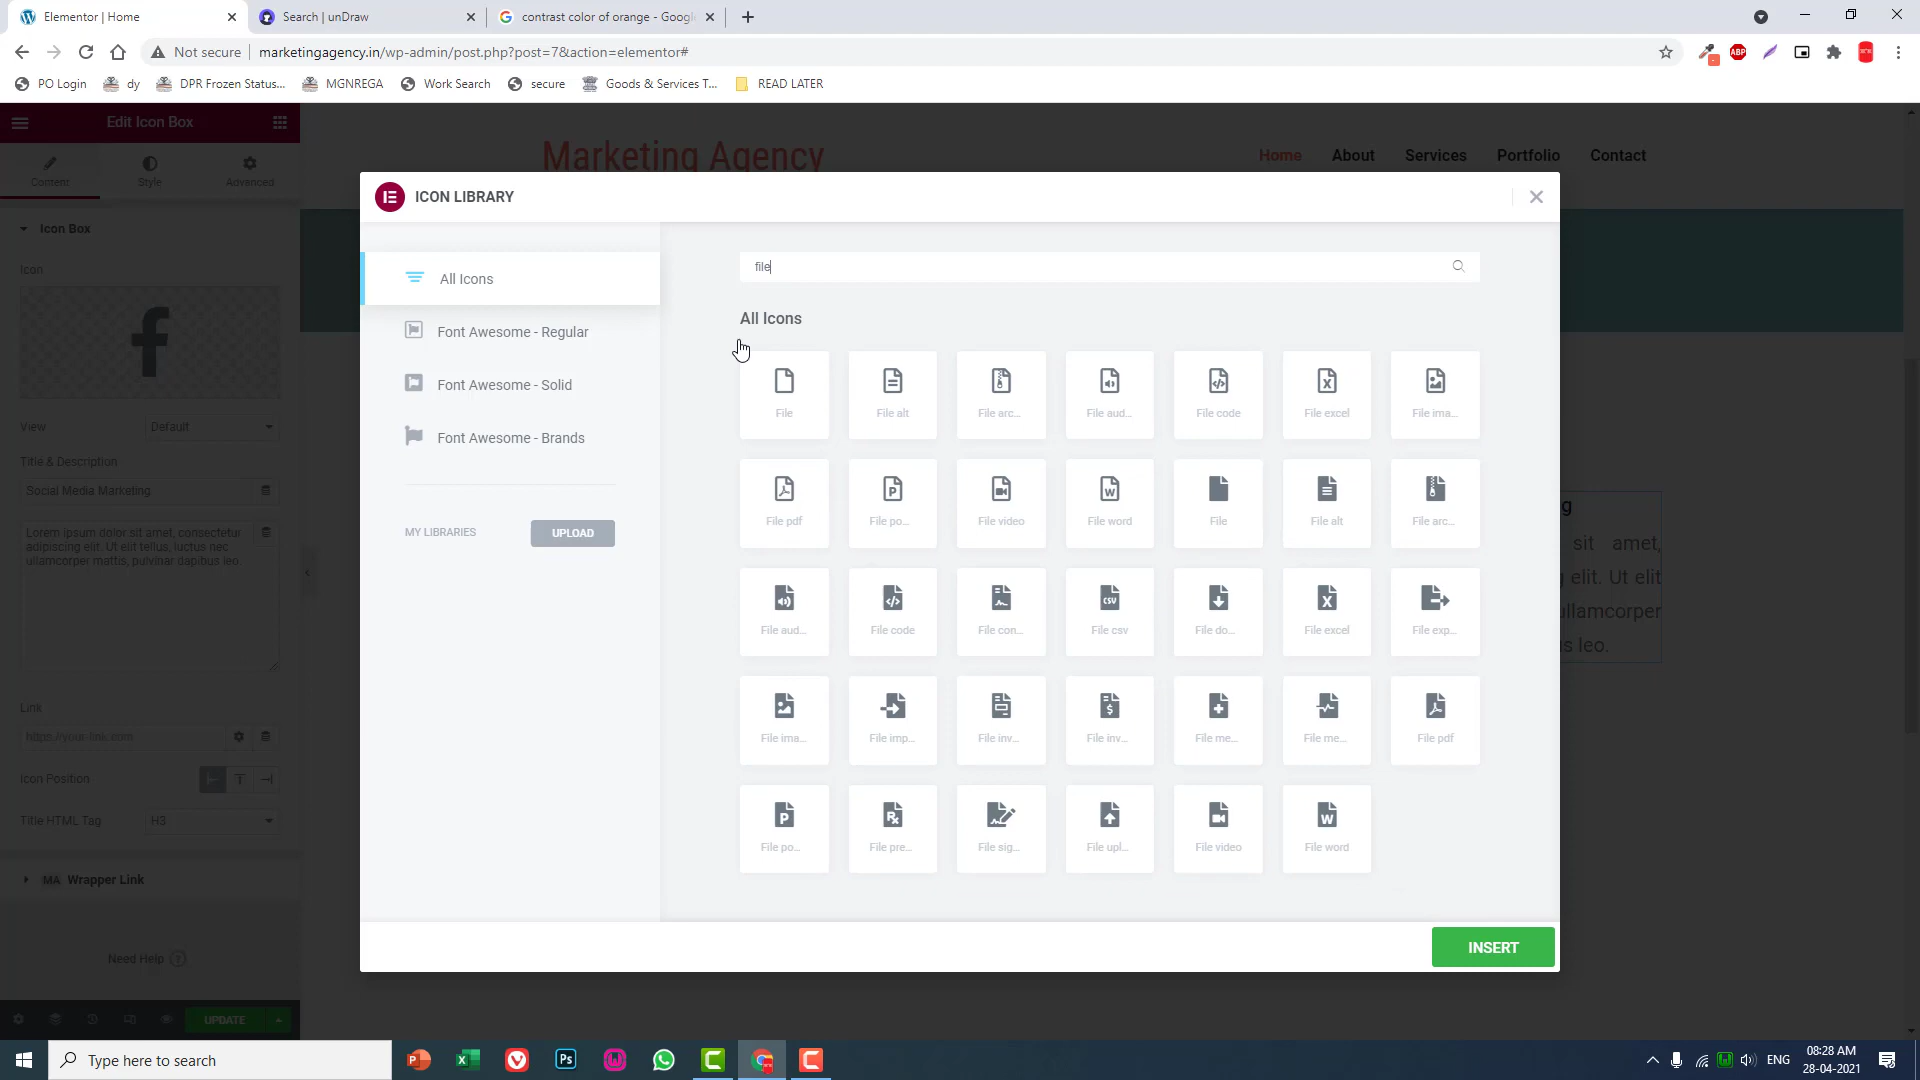 Elementor | Home
Search | unDraw
contrast color of orange - Googl
Not secure
marketingagency.in/wp-admin/post.php?post=7&action=elementor#
PO Login
dy
DPR Frozen Status...
MGNREGA
Work Search
secure
Goods & Services T...
READ LATER
Edit Icon Box
Content
Style
Advanced
Marketing Agency
Home
About
Services
Portfolio
Contact
ICON LIBRARY
Icon Box
Icon
View
Default
Title & Description
Social Media Marketing
Lorem ipsum dolor sit amet, consectetur
adipiscing elit. Ut elit tellus, luctus nec
ullamcorper mattis, pulvinar dapibus leo.
Link
https://your-link.com
Icon Position
Title HTML Tag
H3
MA Wrapper Link
Need Help
UPDATE
All Icons
Font Awesome - Regular
Font Awesome - Solid
Font Awesome - Brands
MY LIBRARIES
UPLOAD
file
All Icons
File
File alt
File arc...
File aud...
File code
File excel
File ima...
File pdf
File po...
File video
File word
File
File alt
File arc...
File aud...
File code
File con...
File csv
File do...
File excel
File exp...
File ima...
File imp...
File inv...
File inv...
File me...
File me...
File pdf
File po...
File pre...
File sig...
File upl...
File video
File word
INSERT
g
sit amet,
elit. Ut elit
ullamcorper
s leo.
Type here to search
ENG
08:28 AM
28-04-2021